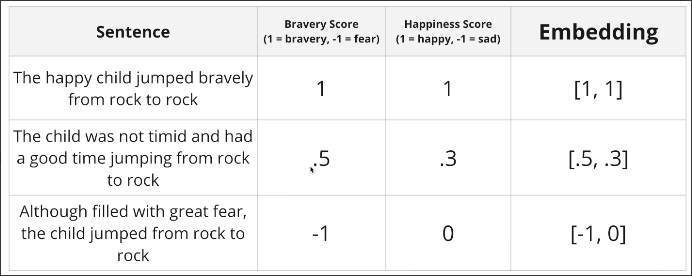 Sentence
Bravery Score
(1 = bravery, -1 = fear)
Happiness Score
(1 = happy, -1 = sad)
Embedding
The happy child jumped bravely
from rock to rock
1
1
[1, 1]
The child was not timid and had
a good time jumping from rock
to rock
.5
.3
[.5, .3]
Although filled with great fear,
the child jumped from rock to
rock
-1
0
[-1, 0]